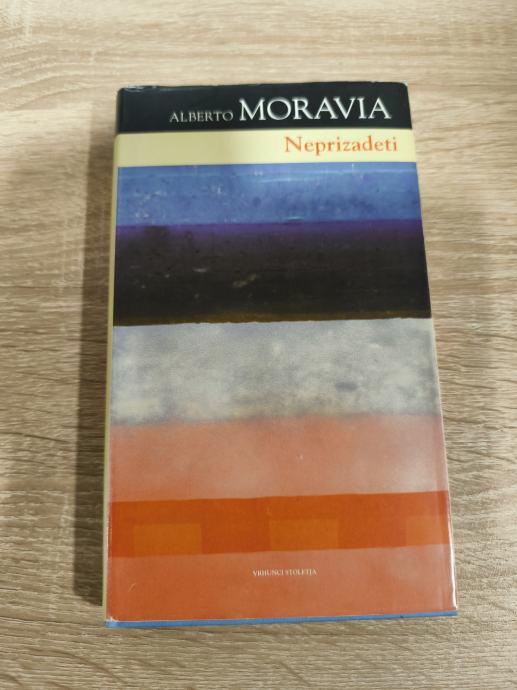 ALBERTO MORAVIA
Neprizadeti
VRHUNCI STOLETJA